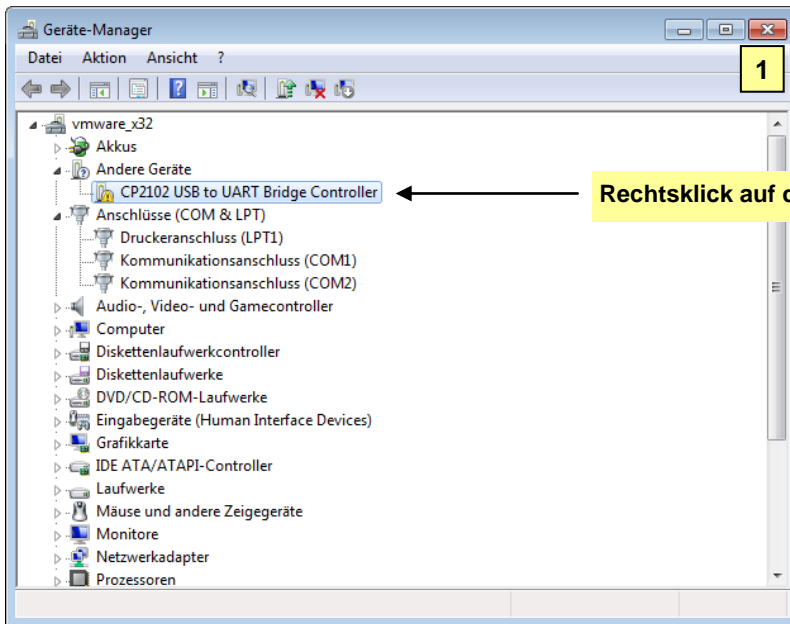 Geräte-Manager
Datei Aktion Ansicht ?
1
vmware_x32
Akkus
Andere Geräte
CP2102 USB to UART Bridge Controller
Rechtsklick auf
Anschlüsse (COM & LPT)
Druckeranschluss (LPT1)
Kommunikationsanschluss (COM1)
Kommunikationsanschluss (COM2)
Audio-, Video- und Gamecontroller
Computer
Diskettenlaufwerkcontroller
Diskettenlaufwerke
DVD/CD-ROM-Laufwerke
Eingabegeräte (Human Interface Devices)
Grafikkarte
IDE ATA/ATAPI-Controller
Laufwerke
Mäuse und andere Zeigegeräte
Monitore
Netzwerkadapter
Prozessoren